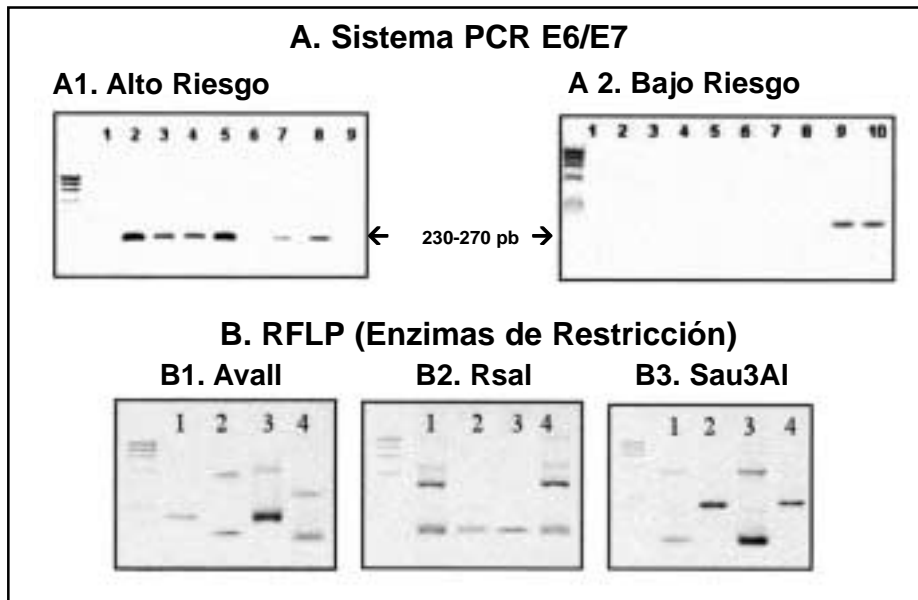 A. Sistema PCR E6/E7
A1. Alto Riesgo
A 2. Bajo Riesgo
1 2 3 4 5 6 7 8 9
1 2 3 4 5 6 7 8 9 10
← 230-270 pb →
B. RFLP (Enzimas de Restricción)
B1. AvaII B2. RsaI B3. Sau3AI
1 2 3 4
1 2 3 4
1 2 3 4